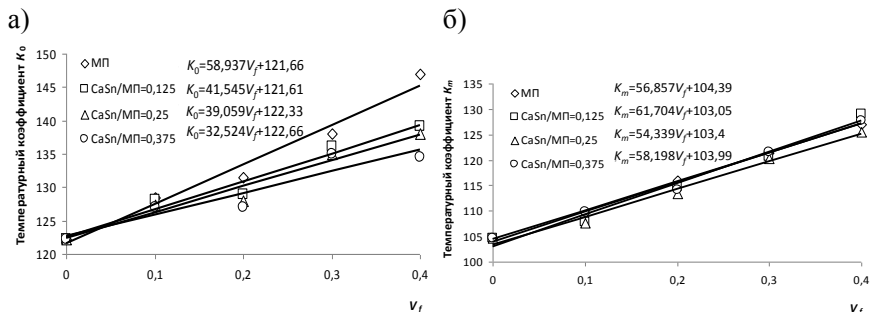 а)
Температурный коэффициент K0
150
145
140
135
130
125
120
0
0,1
0,2
0,3
0,4
Vf
МП
CaSn/МП=0,125
CaSn/МП=0,25
CaSn/МП=0,375
K0=58,937Vf+121,66
K0=41,545Vf+121,61
K0=39,059Vf+122,33
K0=32,524Vf+122,66
б)
Температурный коэффициент Km
135
130
125
120
115
110
105
100
0
0,1
0,2
0,3
0,4
Vf
МП
CaSn/МП=0,125
CaSn/МП=0,25
CaSn/МП=0,375
Km=56,857Vf+104,39
Km=61,704Vf+103,05
Km=54,339Vf+103,4
Km=58,198Vf+103,99